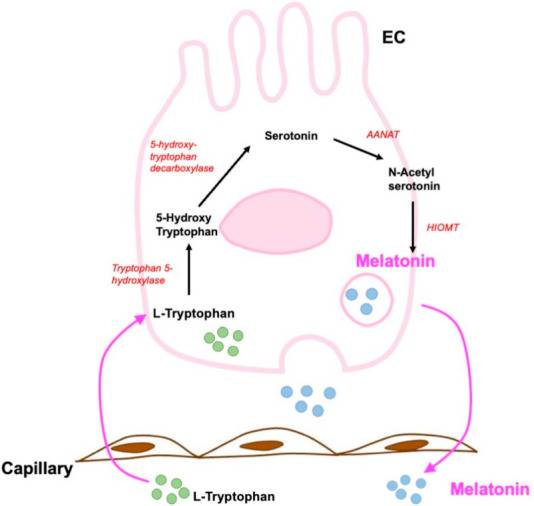 EC
Serotonin
AANAT
5-hydroxy-
tryptophan
decarboxylase
N-Acetyl
serotonin
5-Hydroxy
Tryptophan
HIOMT
Melatonin
Tryptophan 5-
hydroxylase
L-Tryptophan
Capillary
L-Tryptophan
Melatonin